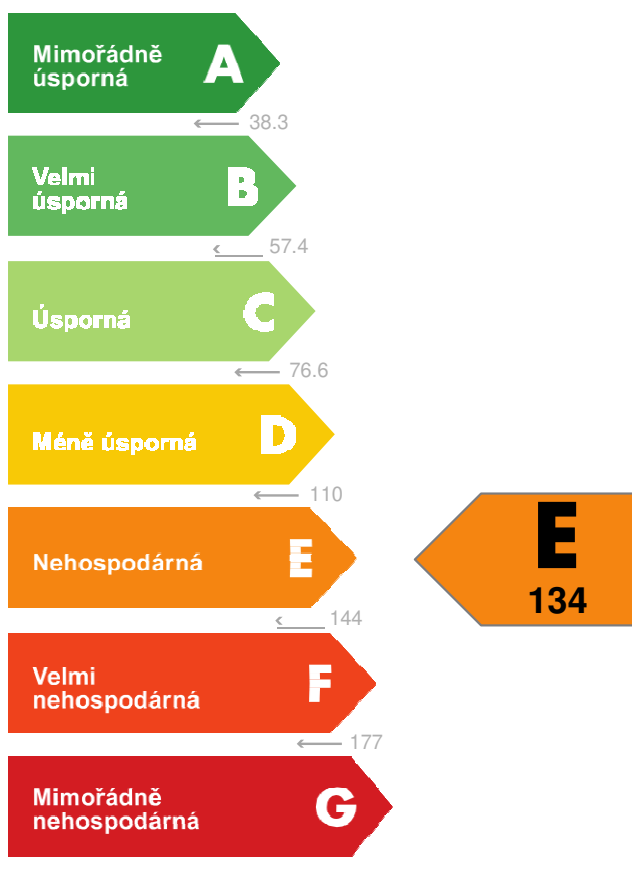 Mimořádně
úsporná
A
38.3
Velmi
úsporná
B
57.4
Úsporná
C
76.6
Méně úsporná
D
110
Nehospodárná
E
E
134
144
Velmi
nehospodárná
F
177
Mimořádně
nehospodárná
G